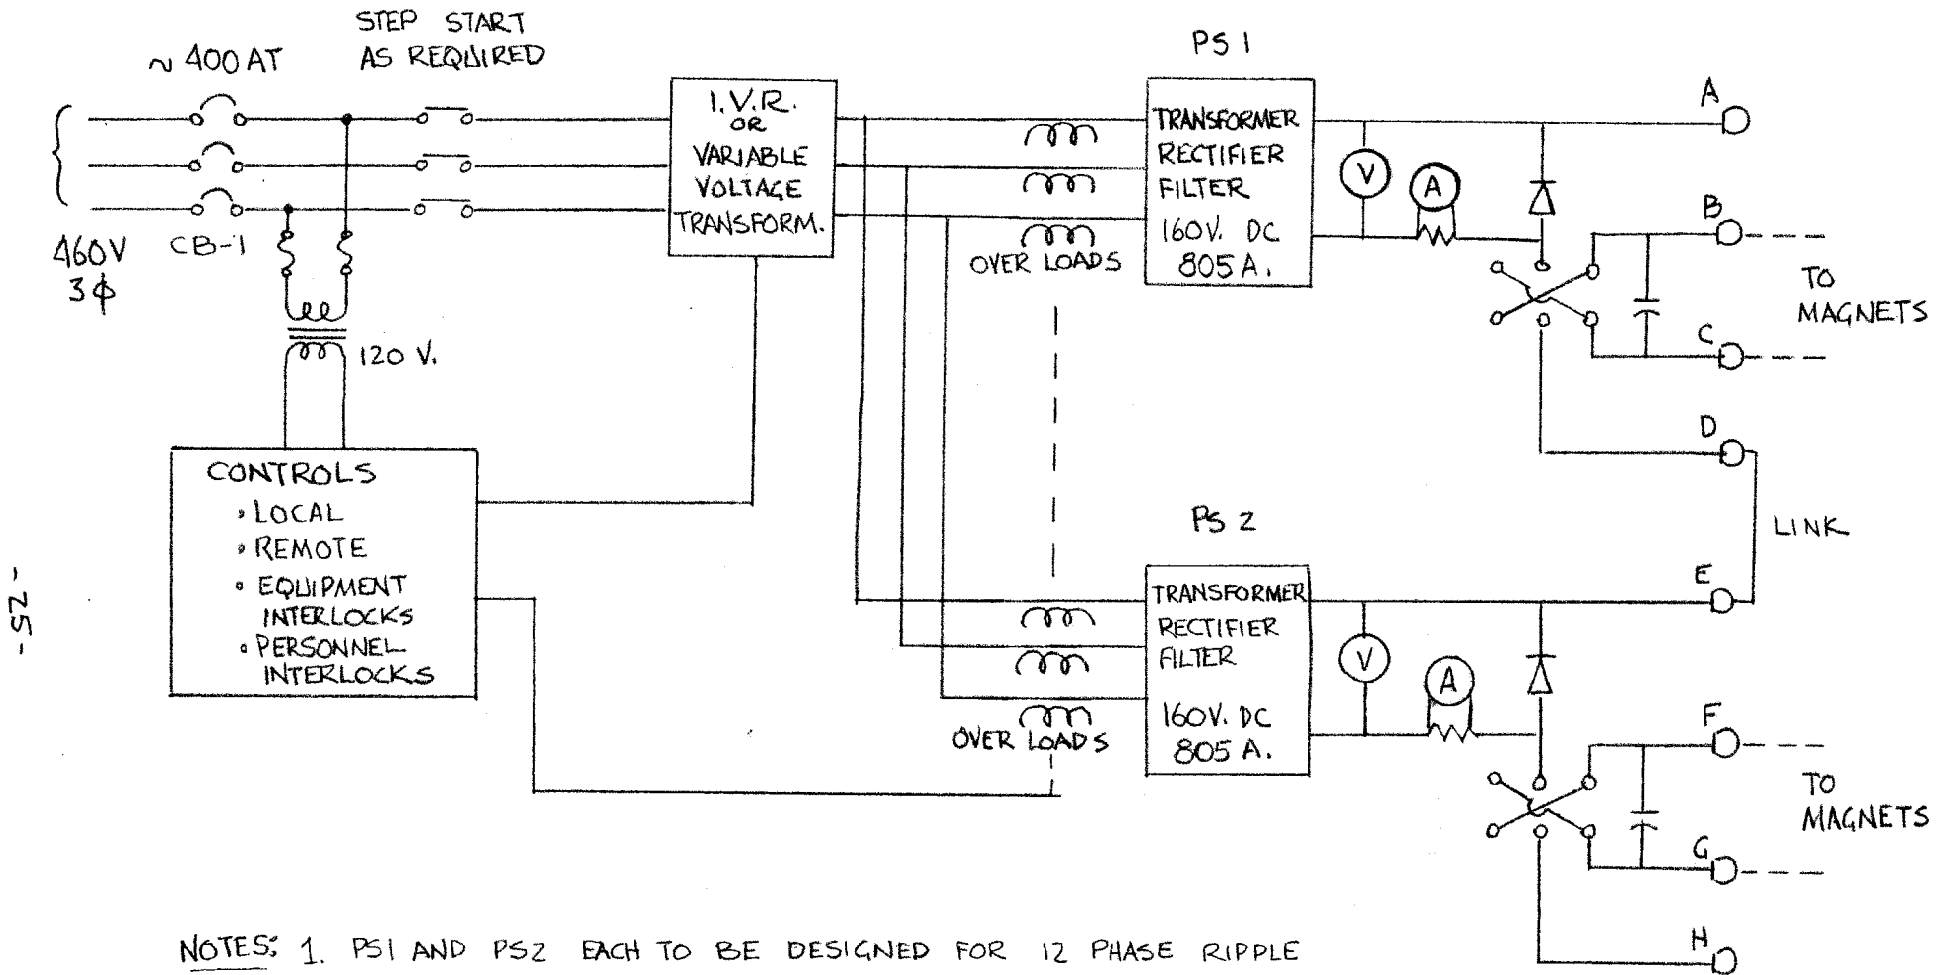 STEP START
AS REQUIRED
~ 400 AT
460V
3ϕ
CB-1
120 V.
I.V.R.
OR
VARIABLE
VOLTAGE
TRANSFORM.
CONTROLS
• LOCAL
• REMOTE
• EQUIPMENT
INTERLOCKS
• PERSONNEL
INTERLOCKS
OVER LOADS
PS 1
TRANSFORMER
RECTIFIER
FILTER
160V. DC
805 A.
V
A
A
B
TO
MAGNETS
C
D
LINK
PS 2
TRANSFORMER
RECTIFIER
FILTER
160V. DC
805 A.
OVER LOADS
V
A
E
F
TO
MAGNETS
G
H
-25-
NOTES: 1. PS1 AND PS2 EACH TO BE DESIGNED FOR 12 PHASE RIPPLE